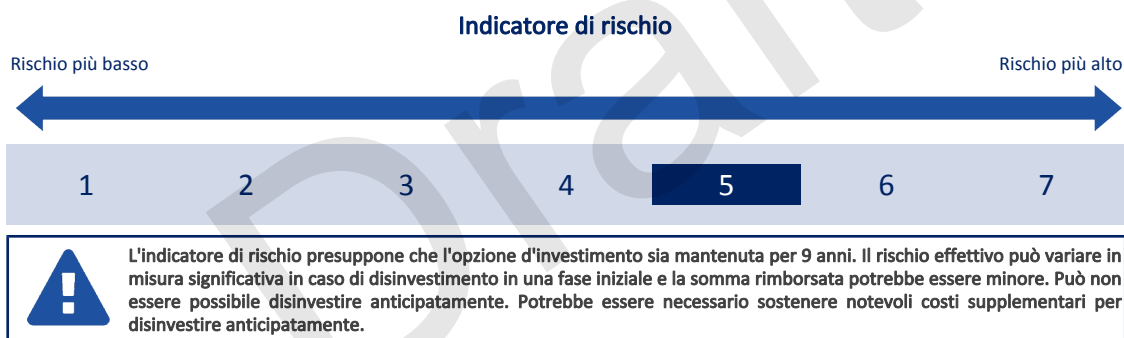 Indicatore di rischio
Rischio più basso
Rischio più alto
1 2 3 4 5 6 7
L'indicatore di rischio presuppone che l'opzione d'investimento sia mantenuta per 9 anni. Il rischio effettivo può variare in
misura significativa in caso di disinvestimento in una fase iniziale e la somma rimborsata potrebbe essere minore. Può non
essere possibile disinvestire anticipatamente. Potrebbe essere necessario sostenere notevoli costi supplementari per
disinvestire anticipatamente.
Draft